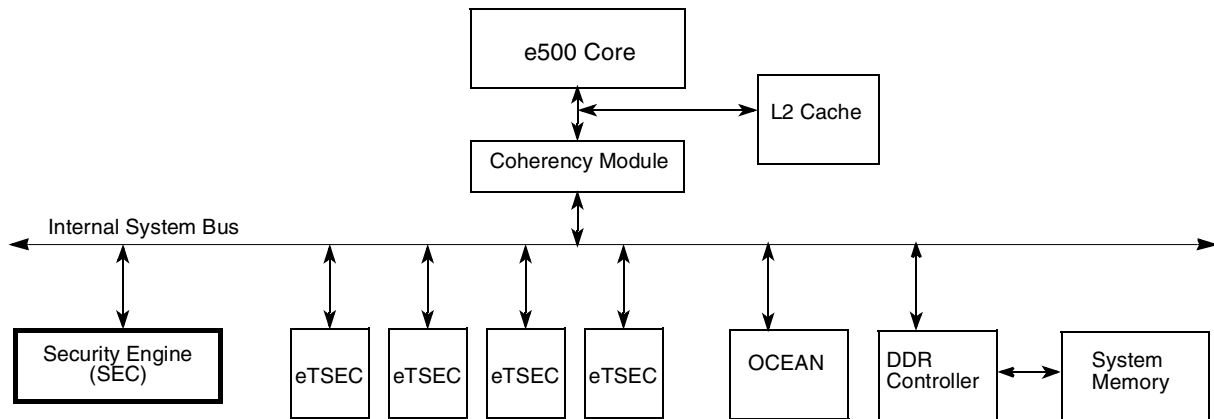 e500 Core
L2 Cache
Coherency Module
Internal System Bus
Security Engine
(SEC)
eTSEC
eTSEC
eTSEC
eTSEC
OCEAN
DDR
Controller
System
Memory